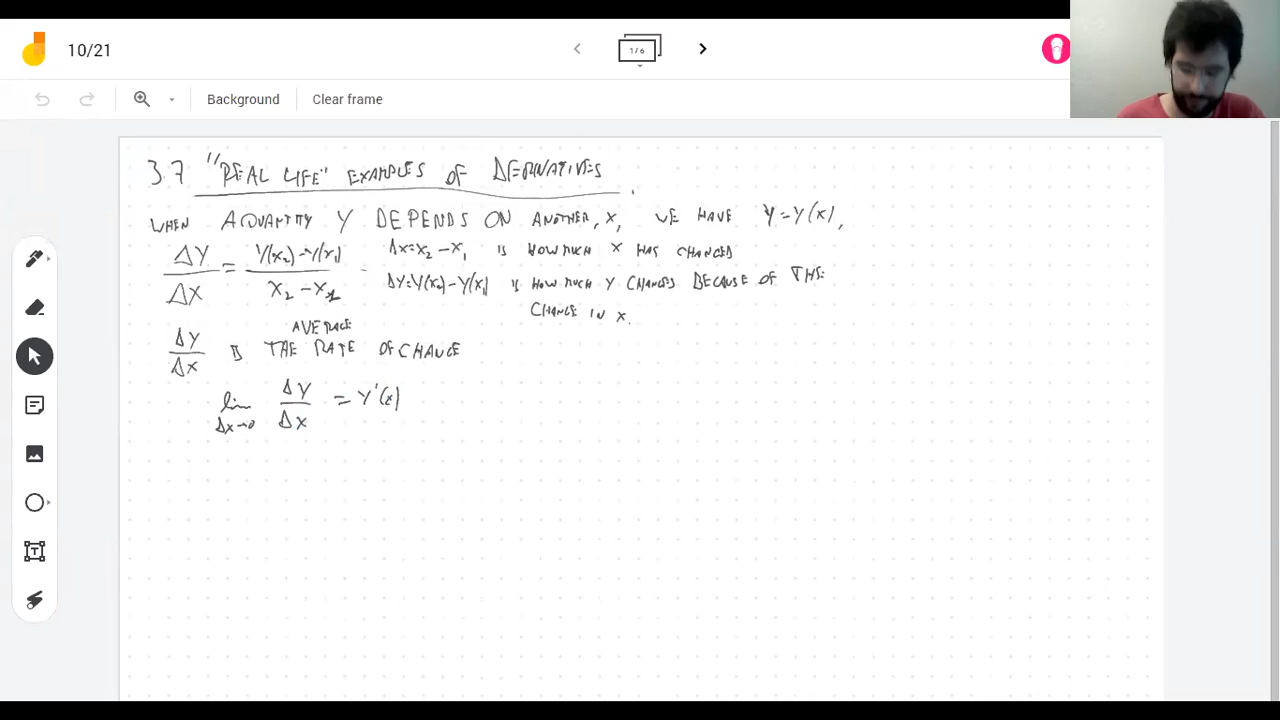 10/21
1/6
Background
Clear frame
3.7 "REAL LIFE" EXAMPLES OF DERIVATIVES.
WHEN A QUANTITY Y DEPENDS ON ANOTHER, X, WE HAVE Y=Y(X),
ΔY/ΔX = Y(X₂)-Y(X₁)/X₂-X₁
ΔX=X₂-X₁ IS HOW MUCH X HAS CHANGED
ΔY=Y(X₂)-Y(X₁) IS HOW MUCH Y CHANGES BECAUSE OF THIS
CHANGE IN X.
AVERAGE
ΔY/ΔX IS THE RATE OF CHANGE
lim ΔX→0 ΔY/ΔX = Y'(X)